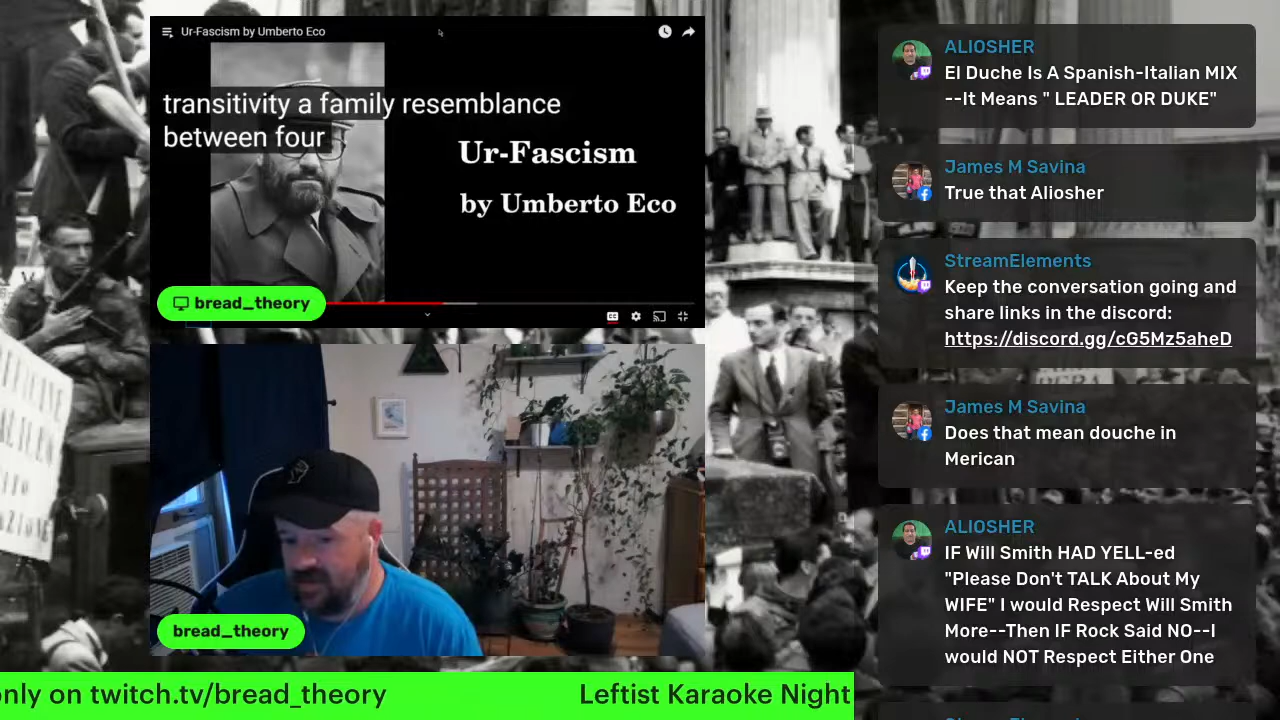 Ur-Fascism by Umberto Eco
transitivity a family resemblance
between four
Ur-Fascism
by Umberto Eco
bread_theory
bread_theory
only on twitch.tv/bread_theory
Leftist Karaoke Night
ALIOSHER
El Duche Is A Spanish-Italian MIX
--It Means " LEADER OR DUKE"
James M Savina
True that Aliosher
StreamElements
Keep the conversation going and
share links in the discord:
https://discord.gg/cG5Mz5aheD
James M Savina
Does that mean douche in
Merican
ALIOSHER
IF Will Smith HAD YELL-ed
"Please Don't TALK About My
WIFE" I would Respect Will Smith
More--Then IF Rock Said NO--I
would NOT Respect Either One